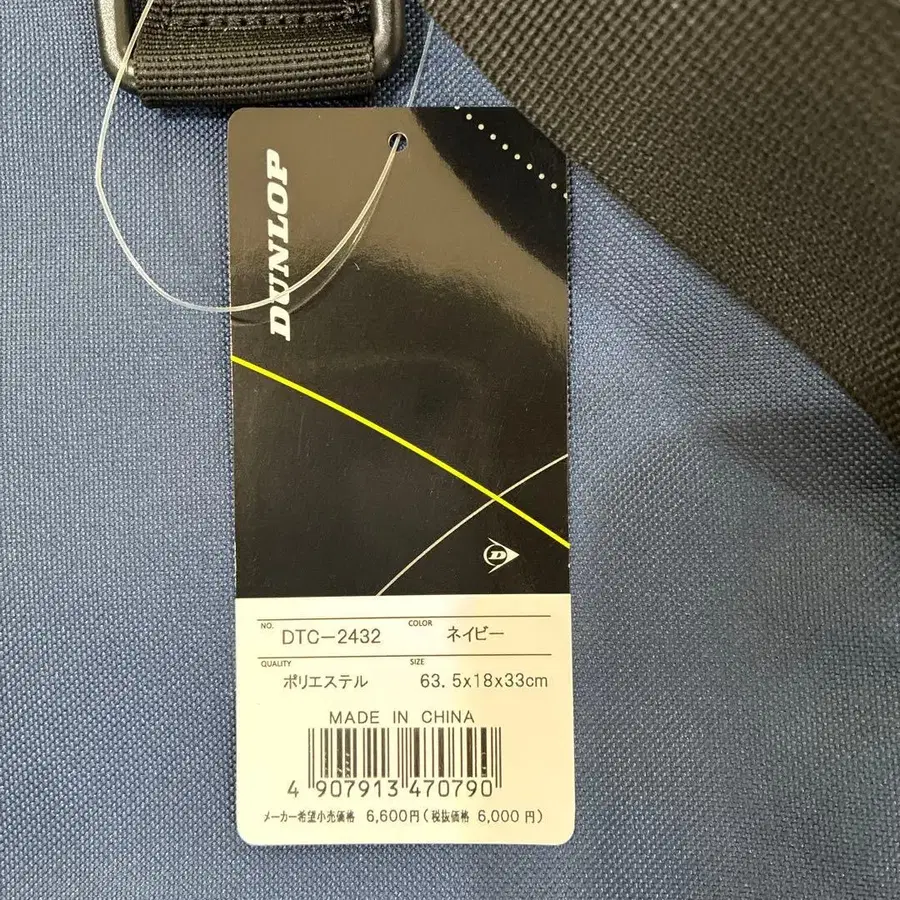 DUNLOP
D
NO. DTC-2432 COLOR ネイビー
QUALITY ポリエステル SIZE 63.5x18x33cm
MADE IN CHINA
4 907913 470790
メーカー希望小売価格 6,600円(税抜価格 6,000円)